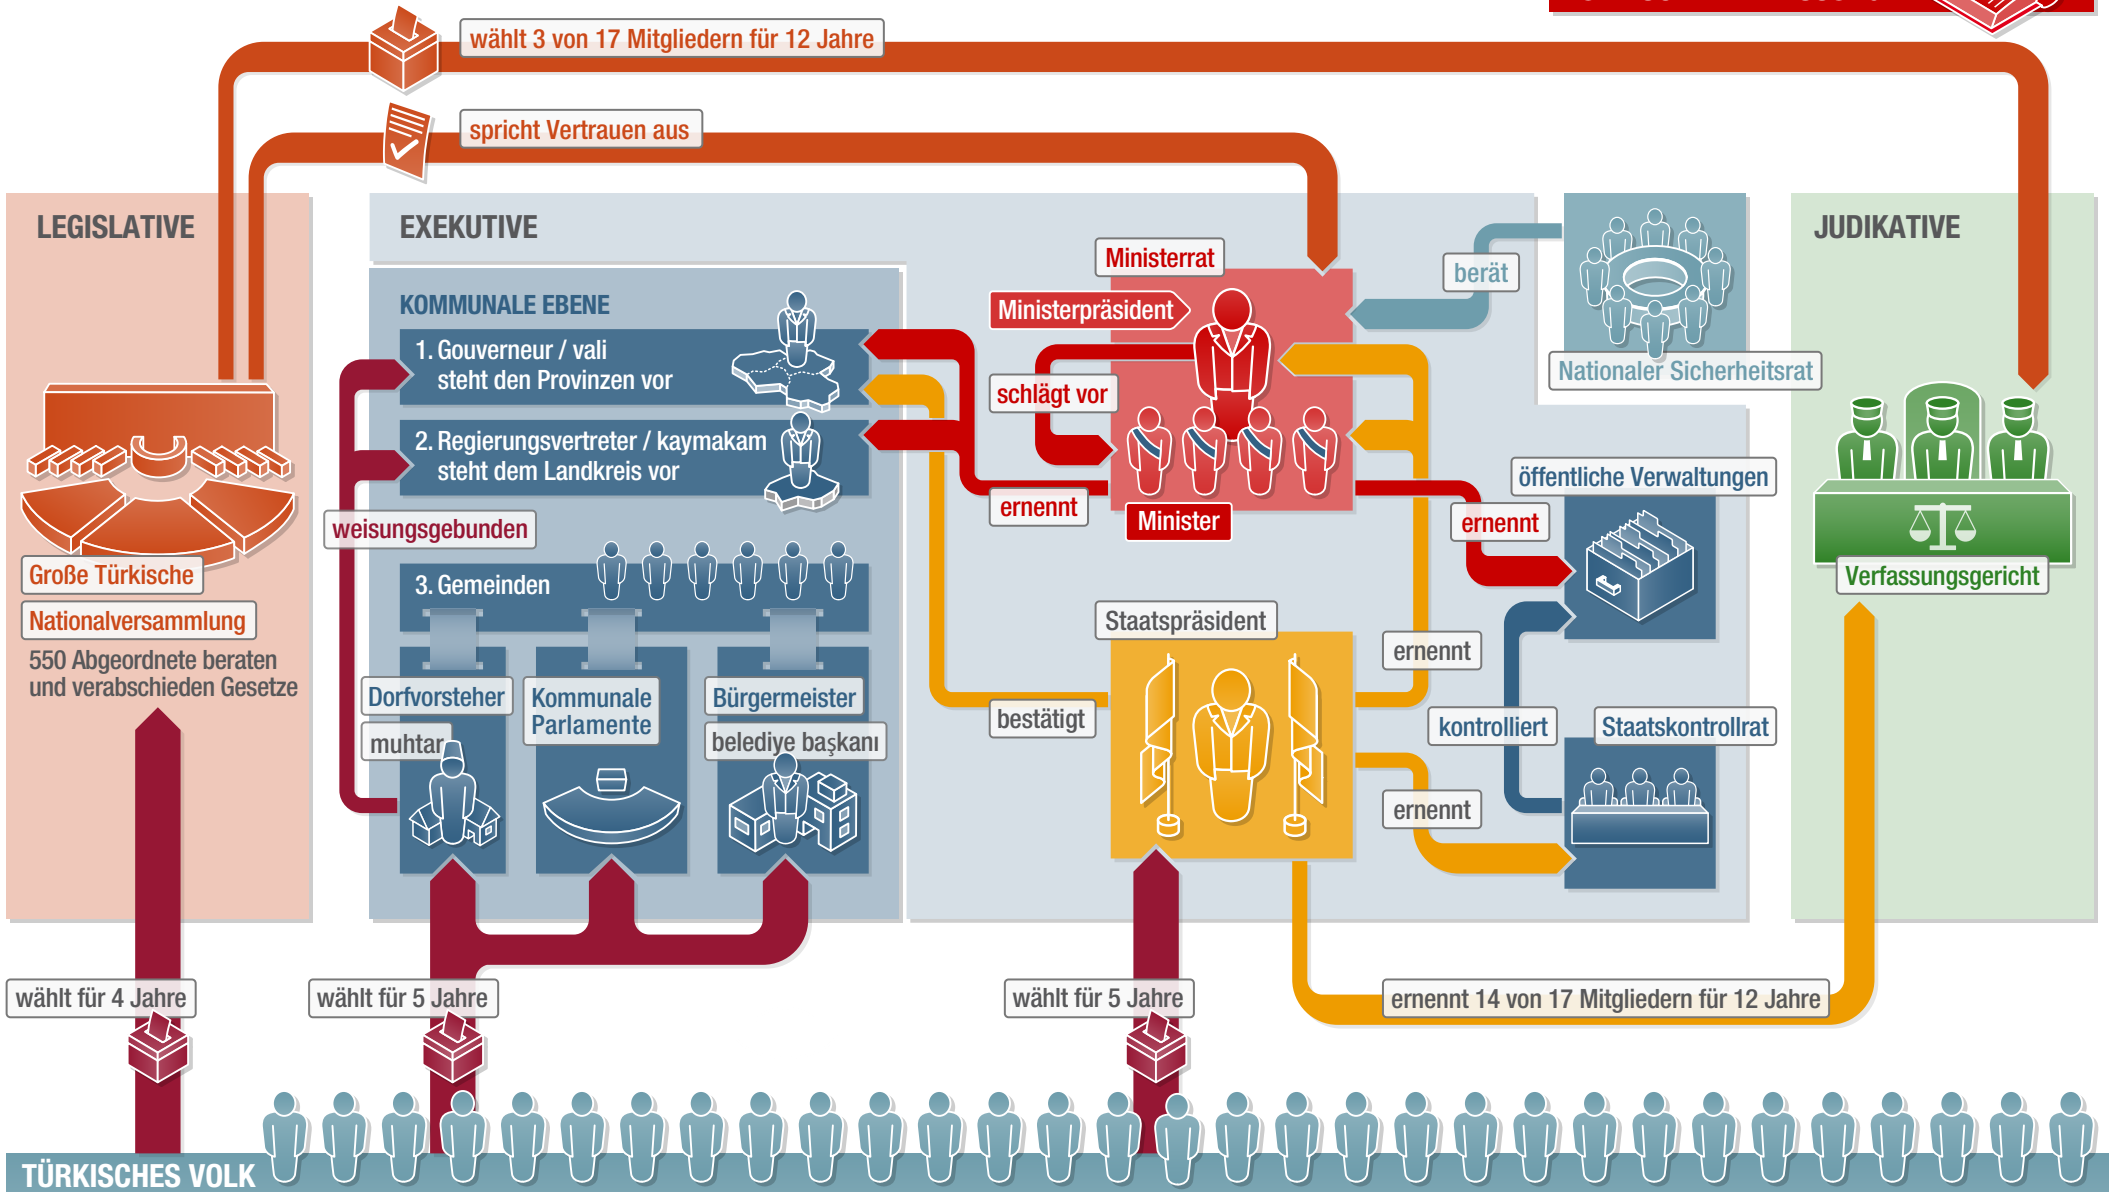 wählt 3 von 17 Mitgliedern für 12 Jahre
spricht Vertrauen aus
LEGISLATIVE
EXEKUTIVE
JUDIKATIVE
Ministerrat
berät
KOMMUNALE EBENE
Ministerpräsident
1. Gouverneur / vali
steht den Provinzen vor
Nationaler Sicherheitsrat
schlägt vor
2. Regierungsvertreter / kaymakam
steht dem Landkreis vor
öffentliche Verwaltungen
ernennt
Minister
ernennt
weisungsgebunden
Große Türkische
Nationalversammlung
550 Abgeordnete beraten
und verabschieden Gesetze
3. Gemeinden
Verfassungsgericht
Staatspräsident
ernennt
Dorfvorsteher
muhtar
Kommunale
Parlamente
Bürgermeister
belediye başkanı
bestätigt
kontrolliert
Staatskontrollrat
ernennt
wählt für 4 Jahre
wählt für 5 Jahre
wählt für 5 Jahre
ernennt 14 von 17 Mitgliedern für 12 Jahre
TÜRKISCHES VOLK